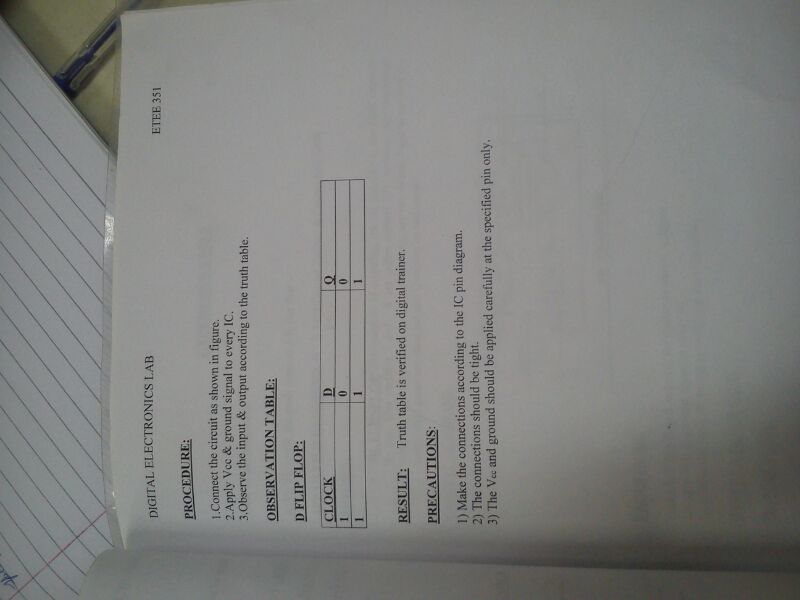 DIGITAL ELECTRONICS LAB ETEE 351
PROCEDURE:
1.Connect the circuit as shown in figure.
2.Apply Vcc & ground signal to every IC.
3.Observe the input & output according to the truth table.
OBSERVATION TABLE:
D FLIP FLOP:
CLOCK D Q
1 0 0
1 1 1
RESULT: Truth table is verified on digital trainer.
PRECAUTIONS:
1) Make the connections according to the IC pin diagram.
2) The connections should be tight.
3) The Vcc and ground should be applied carefully at the specified pin only.